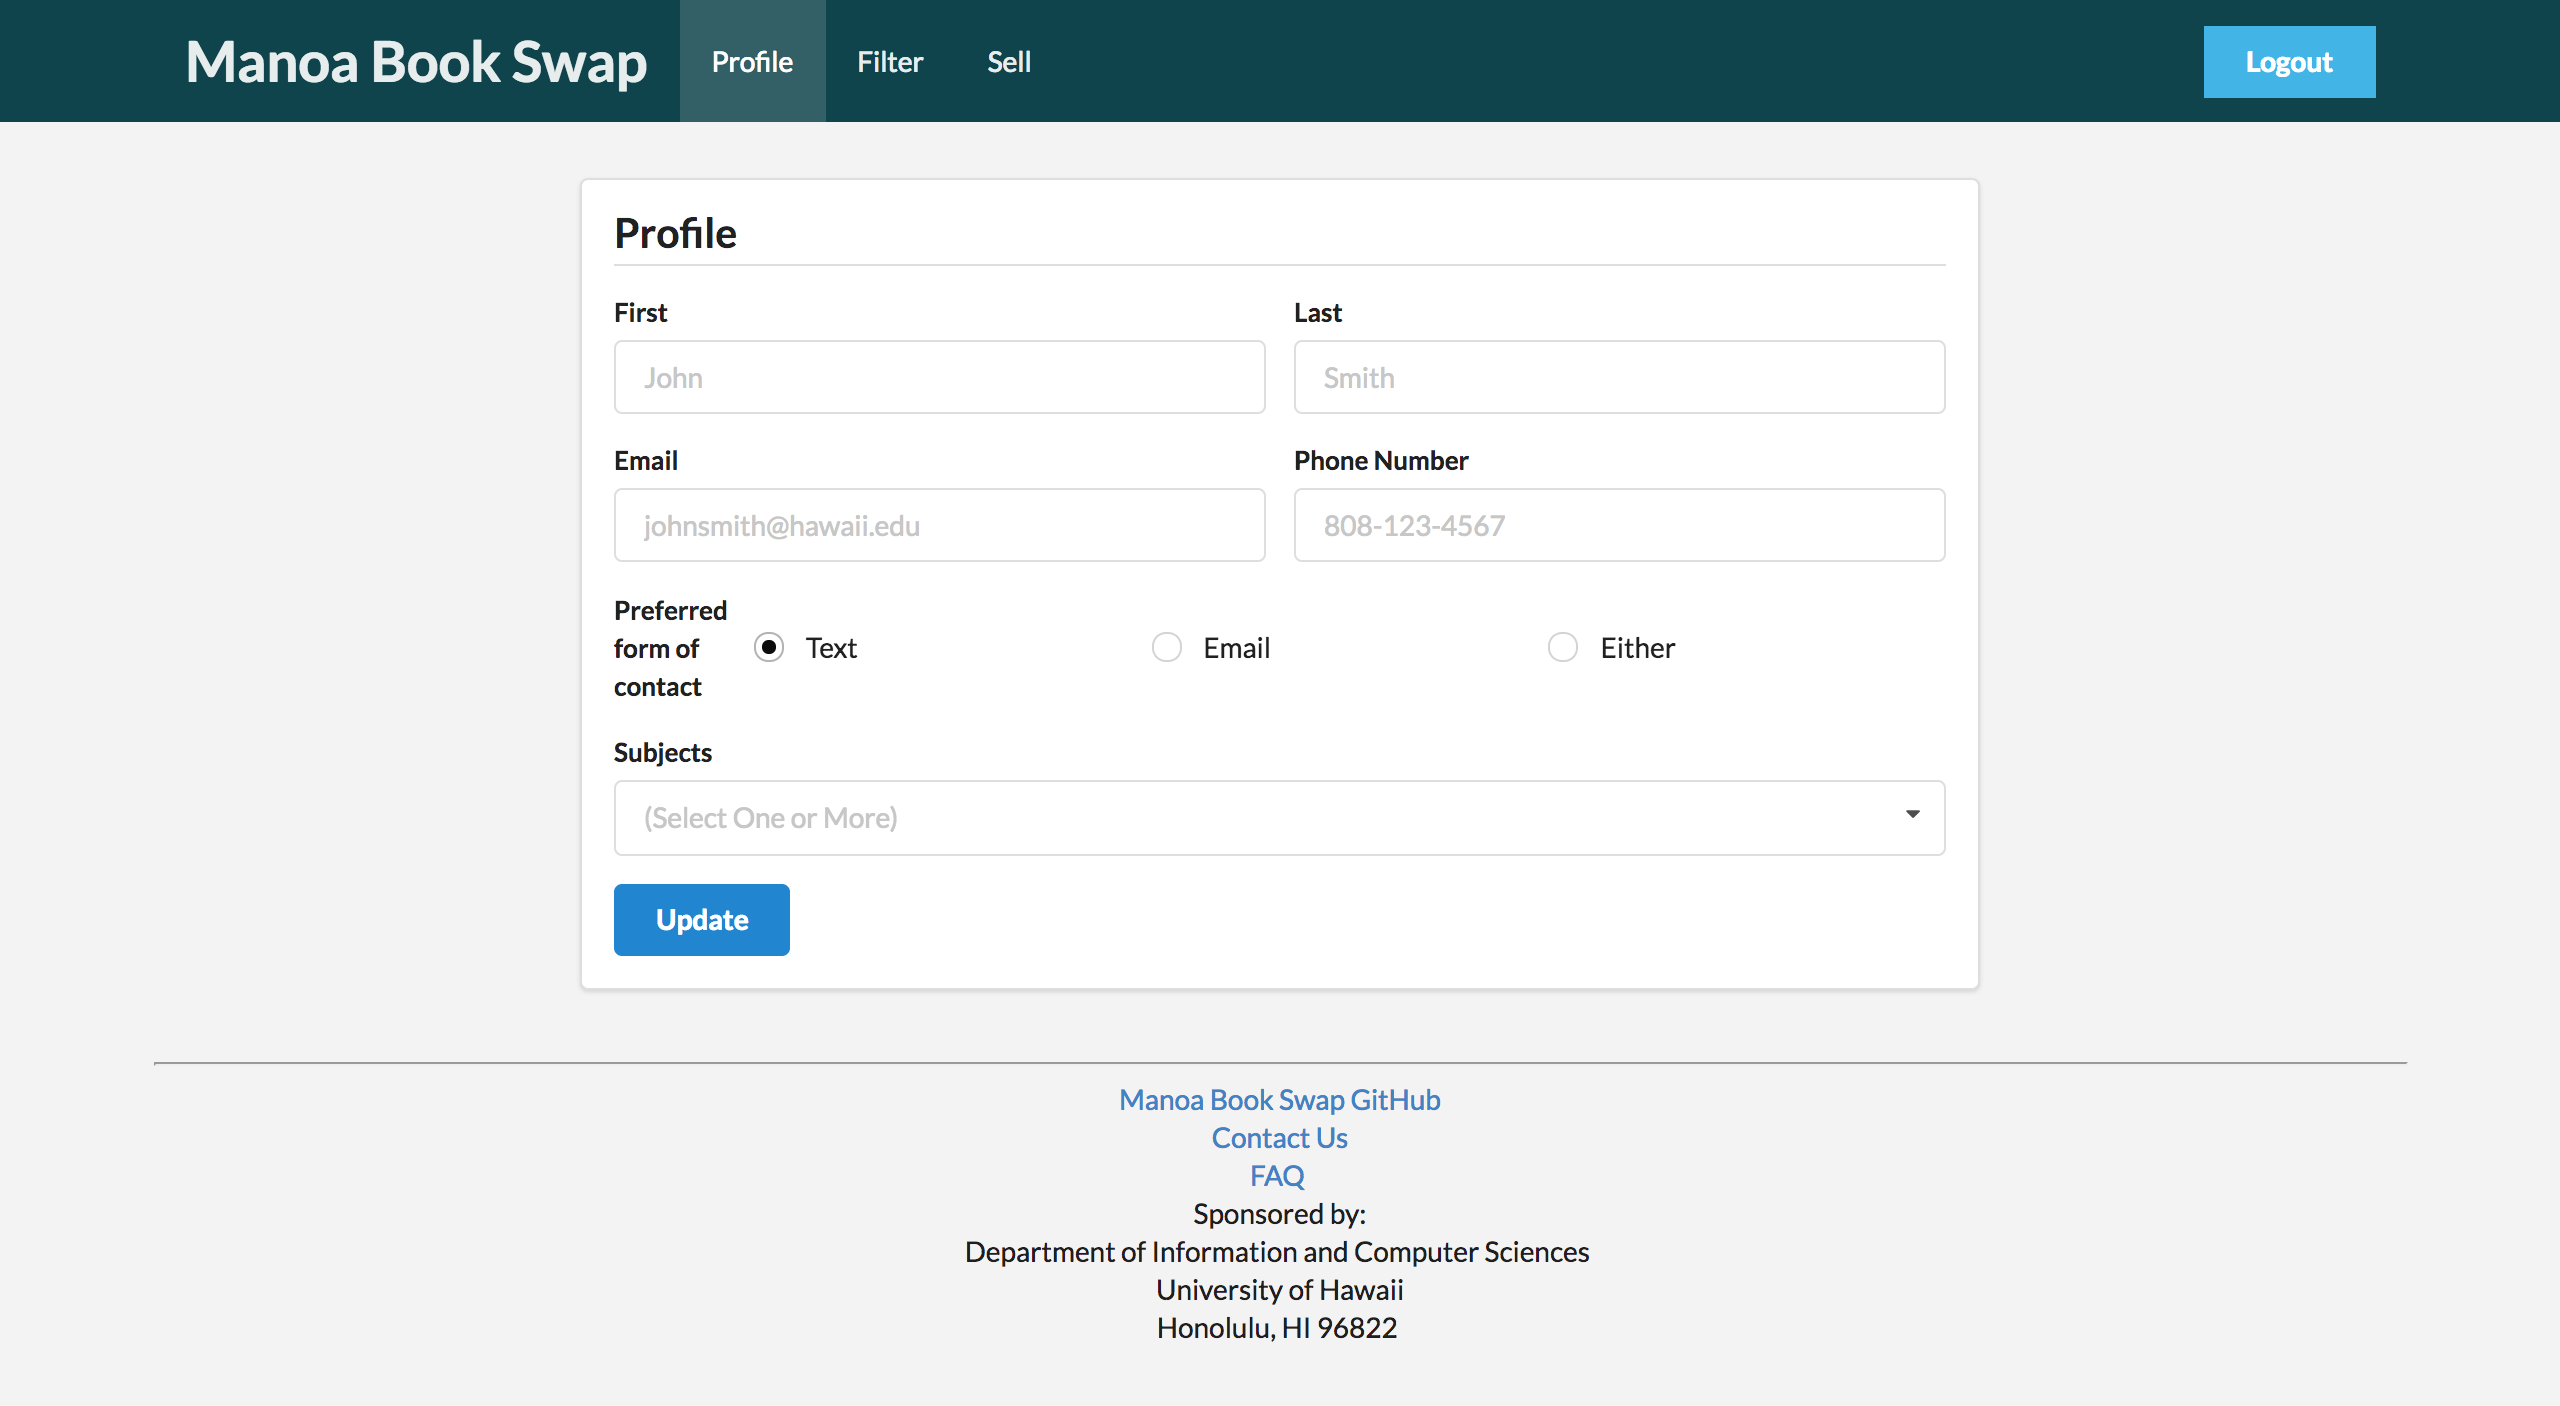 Manoa Book Swap Profile Filter Sell Logout
Profile
First Last
John Smith
Email Phone Number
johnsmith@hawaii.edu 808-123-4567
Preferred
form of
contact
Text Email Either
Subjects
(Select One or More)
Update
Manoa Book Swap GitHub
Contact Us
FAQ
Sponsored by:
Department of Information and Computer Sciences
University of Hawaii
Honolulu, HI 96822